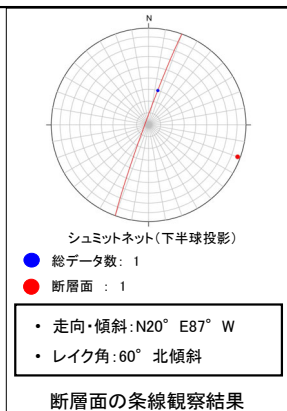 N
シュミットネット(下半球投影)
総データ数: 1
断層面 : 1
• 走向・傾斜:N20° E87° W
• レイク角:60° 北傾斜
断層面の条線観察結果